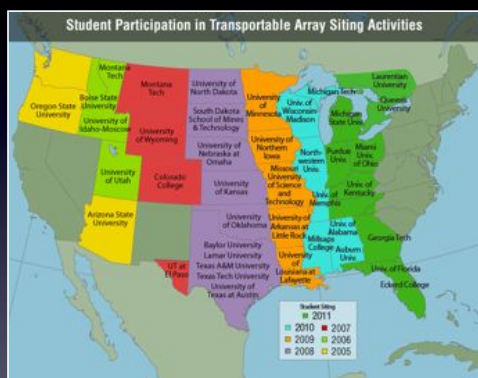 Student Participation in Transportable Array Siting Activities
Montana
Tech
Montana
Tech
University of
North Dakota
University
of
Minnesota
Michigan Tech
Laurentian
University
Oregon State
University
Boise State
University
University of
Idaho-Moscow
South Dakota
School of Mines
& Technology
Univ. of
Wisconsin-
Madison
Queen's
University
Michigan
State Univ.
University
of Wyoming
University
of Nebraska at
Omaha
University of
Northern
Iowa
North-
western
Univ.
Purdue
Univ.
Miami
Univ.
of Ohio
University
of Utah
Colorado
College
University
of Kansas
Missouri
University
of Science
and
Technology
Univ. of
Memphis
Univ. of
Kentucky
Arizona State
University
University
of Oklahoma
University of
Arkansas at
Little Rock
Univ. of
Alabama
Millsaps
College
Auburn
Univ.
Georgia Tech
UT at
El Paso
Baylor University
Lamar University
Texas A&M University
Texas Tech University
University of
Texas at Austin
University
of
Louisiana at
Lafayette
Univ. of Florida
Eckerd College
Student Siting
2011
2010
2007
2009
2006
2008
2005